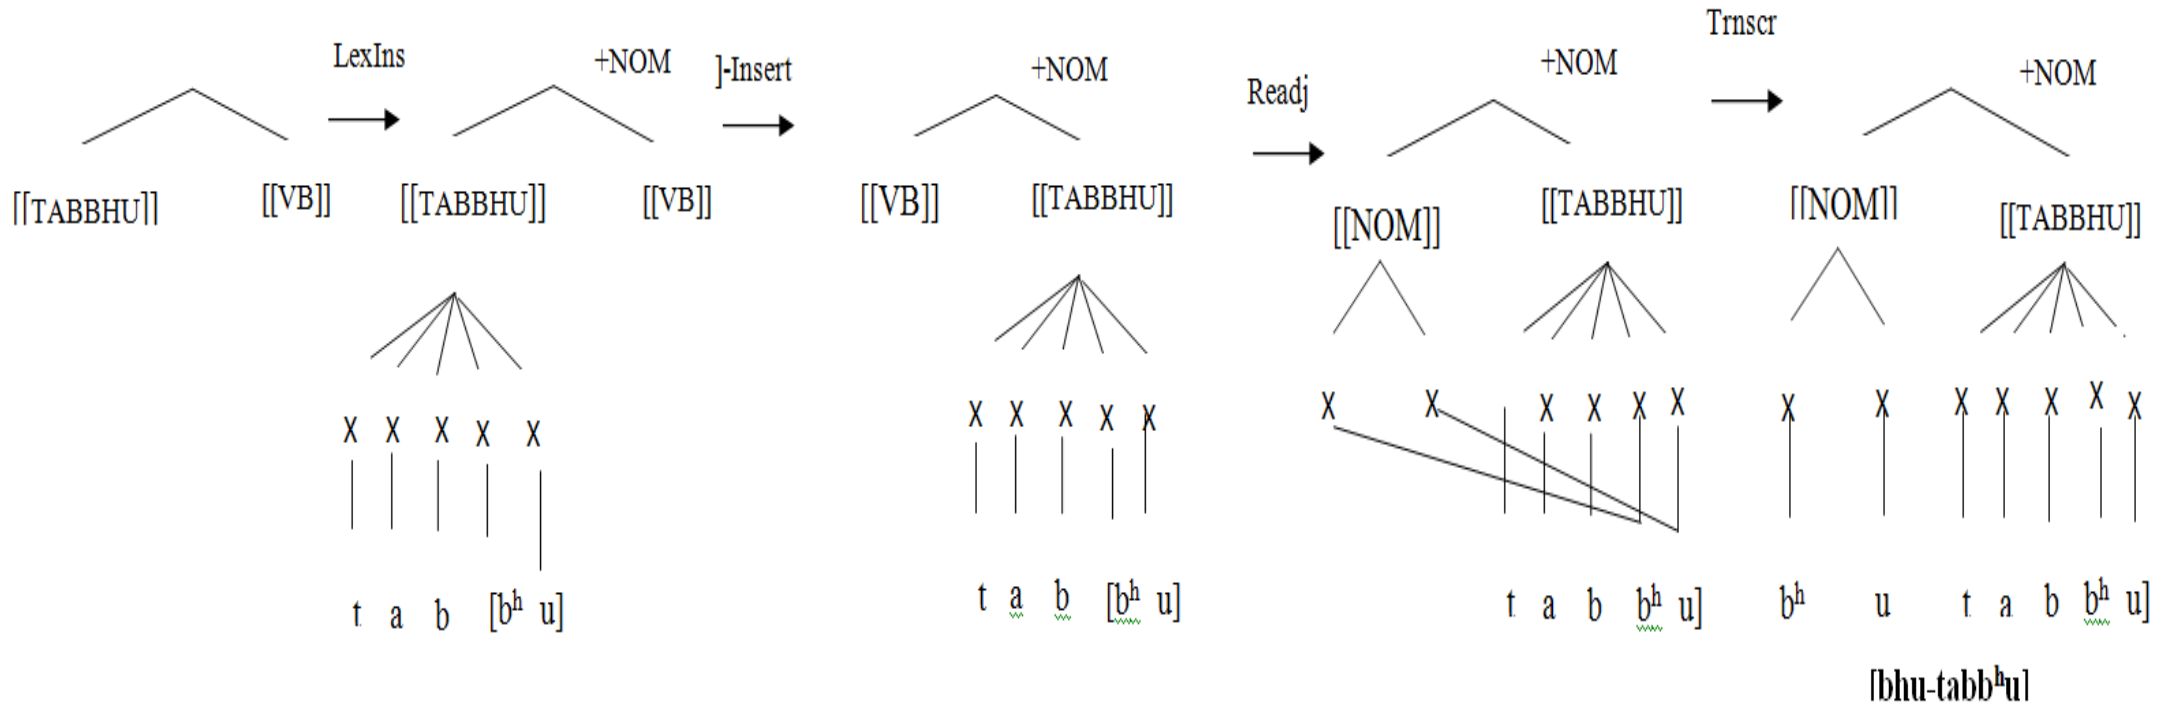 LexIns ]-Insert Readj Trnscr
+NOM +NOM +NOM +NOM
[[TABBHU]] [[VB]] [[TABBHU]] [[VB]] [[VB]] [[TABBHU]] [[NOM]] [[TABBHU]] [[NOM]] [[TABBHU]]
X X X X X X X X X X X X X X X X X X X X X X X
t a b [bʰ u] t a b [bʰ u] t a b bʰ u] bʰ u t a b bʰ u]
[bhu-tabbʰu]